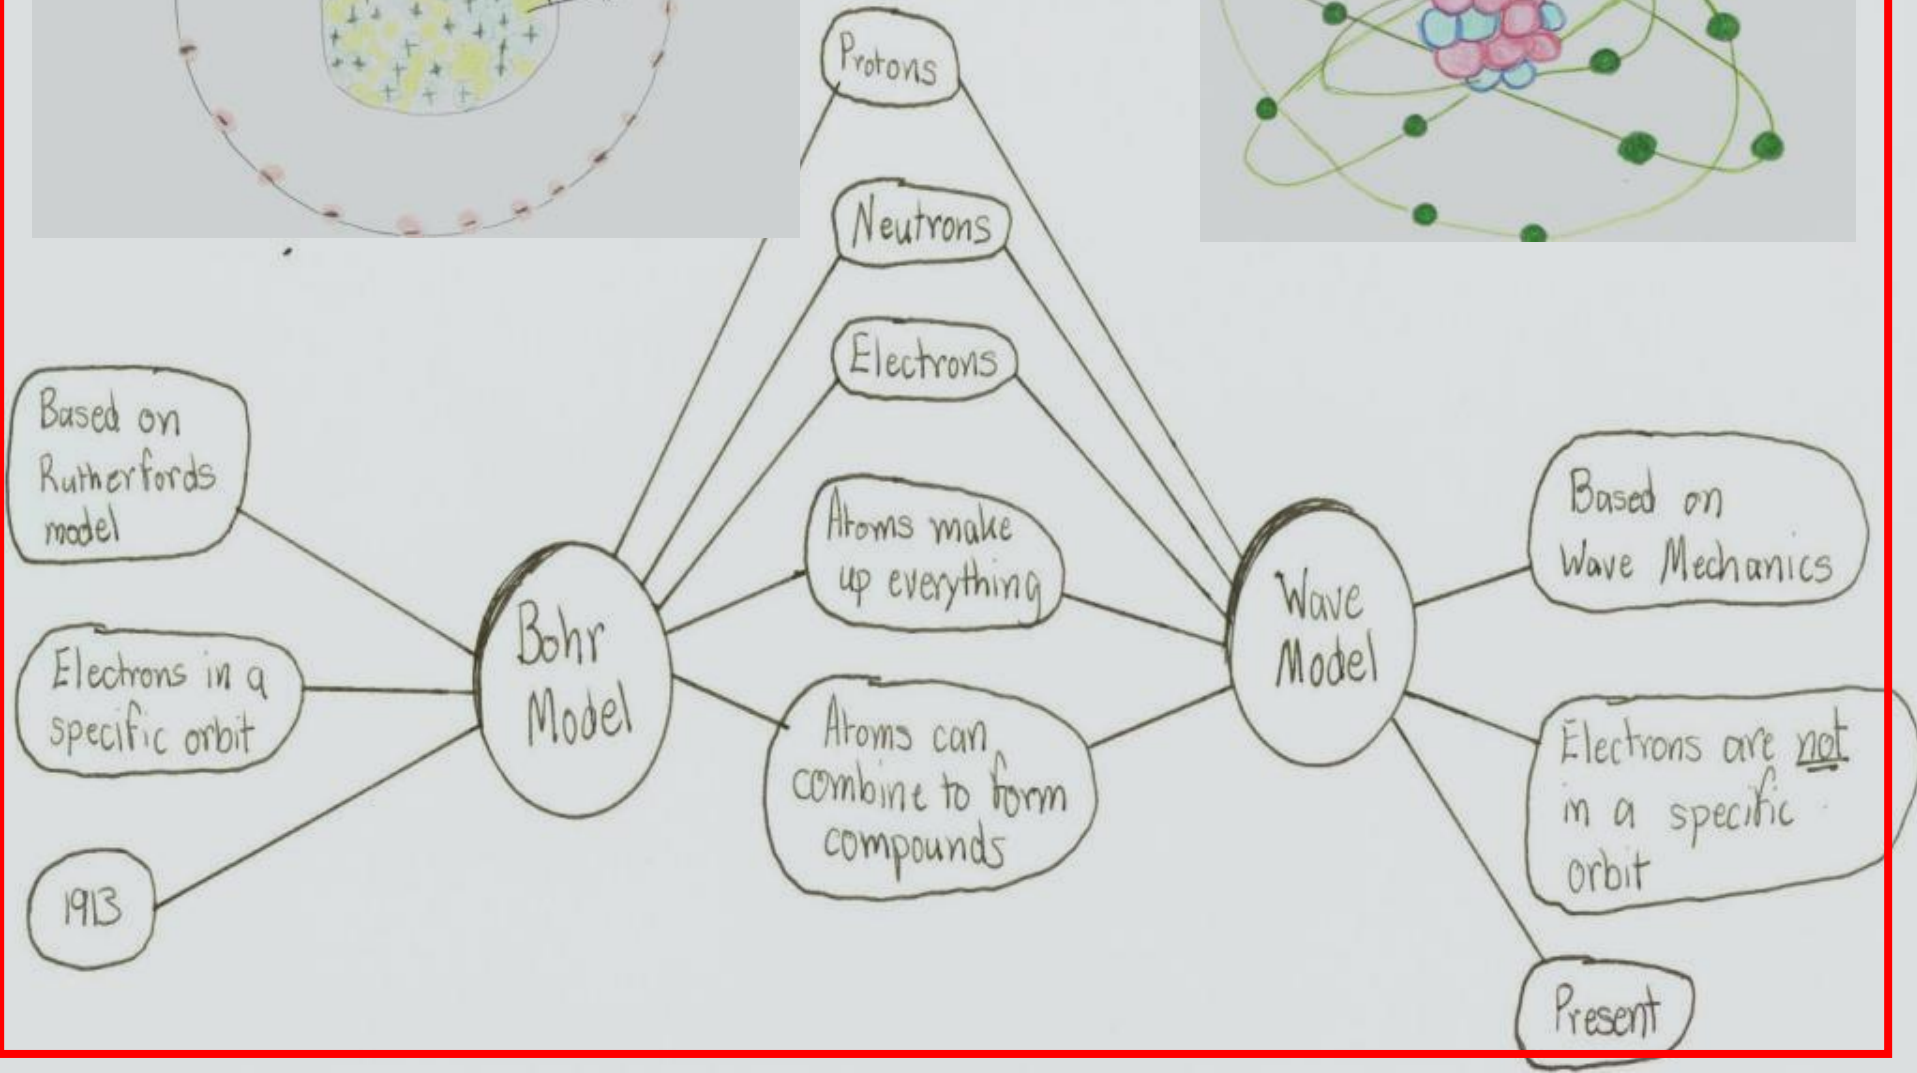 Protons
Neutrons
Electrons
Based on
Rutherfords
model
Atoms make
up everything
Based on
Wave Mechanics
Bohr
Model
Wave
Model
Electrons in a
specific orbit
Atoms can
combine to form
compounds
Electrons are not
in a specific
orbit
1913
Present